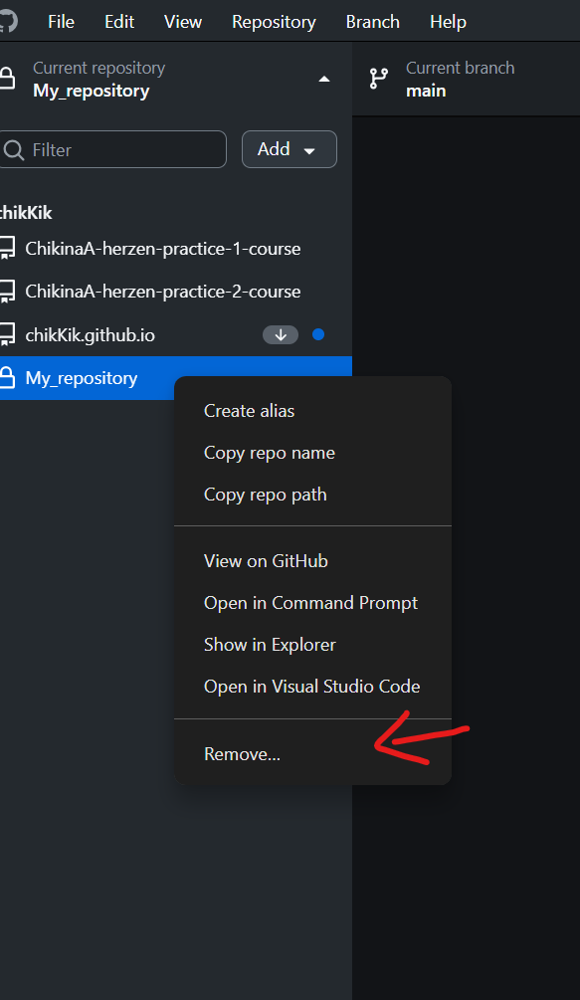 File Edit View Repository Branch Help
Current repository
My_repository
Current branch
main
Filter
Add
chikKik
ChikinaA-herzen-practice-1-course
ChikinaA-herzen-practice-2-course
chikKik.github.io
My_repository
Create alias
Copy repo name
Copy repo path
View on GitHub
Open in Command Prompt
Show in Explorer
Open in Visual Studio Code
Remove...